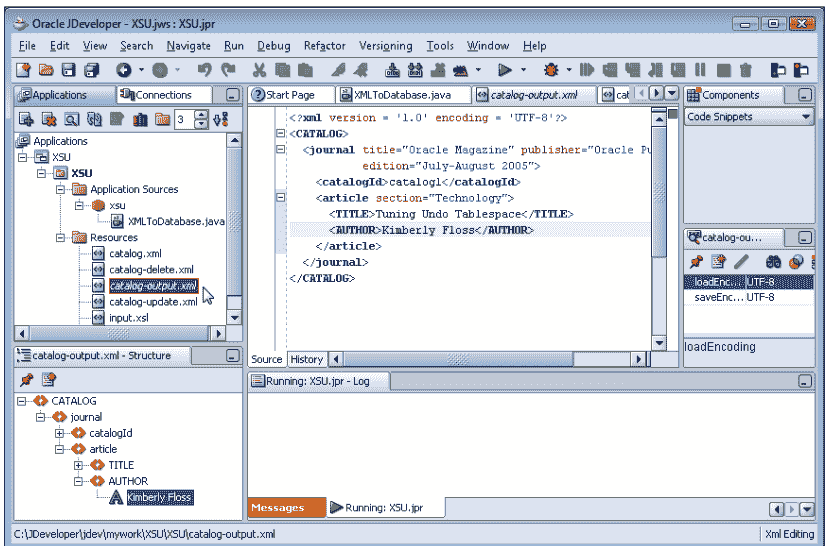 Oracle JDeveloper - XSU.jws : XSU.jpr
File Edit View Search Navigate Run Debug Refactor Versioning Tools Window Help
Applications Connections
3
Applications
XSU
XSU
Application Sources
xsu
XMLToDatabase.java
Resources
catalog.xml
catalog-delete.xml
catalog-output.xml
catalog-update.xml
input.xsl
catalog-output.xml - Structure
CATALOG
journal
catalogId
article
TITLE
AUTHOR
Kimberly Floss
Start Page XMLToDatabase.java catalog-output.xml cat
<?xml version = '1.0' encoding = 'UTF-8'?>
<CATALOG>
<journal title="Oracle Magazine" publisher="Oracle Pu
edition="July-August 2005">
<catalogId>catalog1</catalogId>
<article section="Technology">
<TITLE>Tuning Undo Tablespace</TITLE>
<AUTHOR>Kimberly Floss</AUTHOR>
</article>
</journal>
</CATALOG>
Source History
Components
Code Snippets
catalog-ou...
loadEnc... UTF-8
saveEnc... UTF-8
loadEncoding
Running: XSU.jpr - Log
Messages Running: XSU.jpr
C:\JDeveloper\jdev\mywork\XSU\XSU\catalog-output.xml Xml Editing